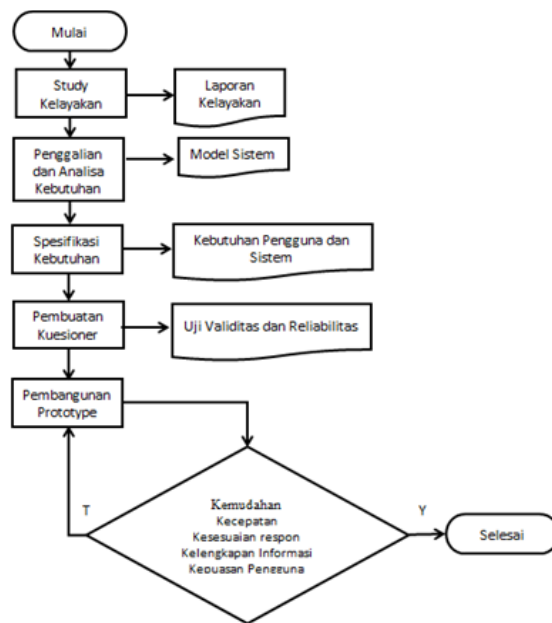 Mulai
Study
Kelayakan
Laporan
Kelayakan
Penggalian
dan Analisa
Kebutuhan
Model Sistem
Spesifikasi
Kebutuhan
Kebutuhan Pengguna dan
Sistem
Pembuatan
Kuesioner
Uji Validitas dan Reliabilitas
Pembangunan
Prototype
T
Kemudahan
Kecepatan
Kesesuaian respon
Kelengkapan Informasi
Kepuasan Pengguna
Y
Selesai